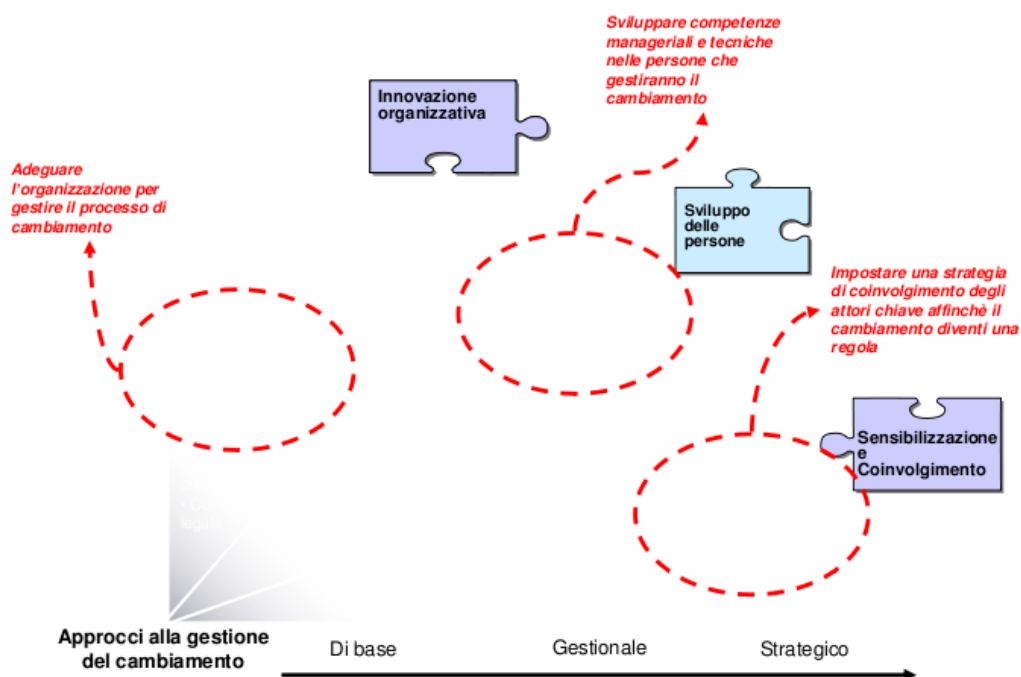 Sviluppare competenze
manageriali e tecniche
nelle persone che
gestiranno il
cambiamento
Innovazione
organizzativa
Adeguare
l'organizzazione per
gestire il processo di
cambiamento
Sviluppo
delle
persone
Impostare una strategia
di coinvolgimento degli
attori chiave affinchè il
cambiamento diventi una
regola
Sensibilizzazione
e
Coinvolgimento
Approcci alla gestione
del cambiamento
Di base
Gestionale
Strategico